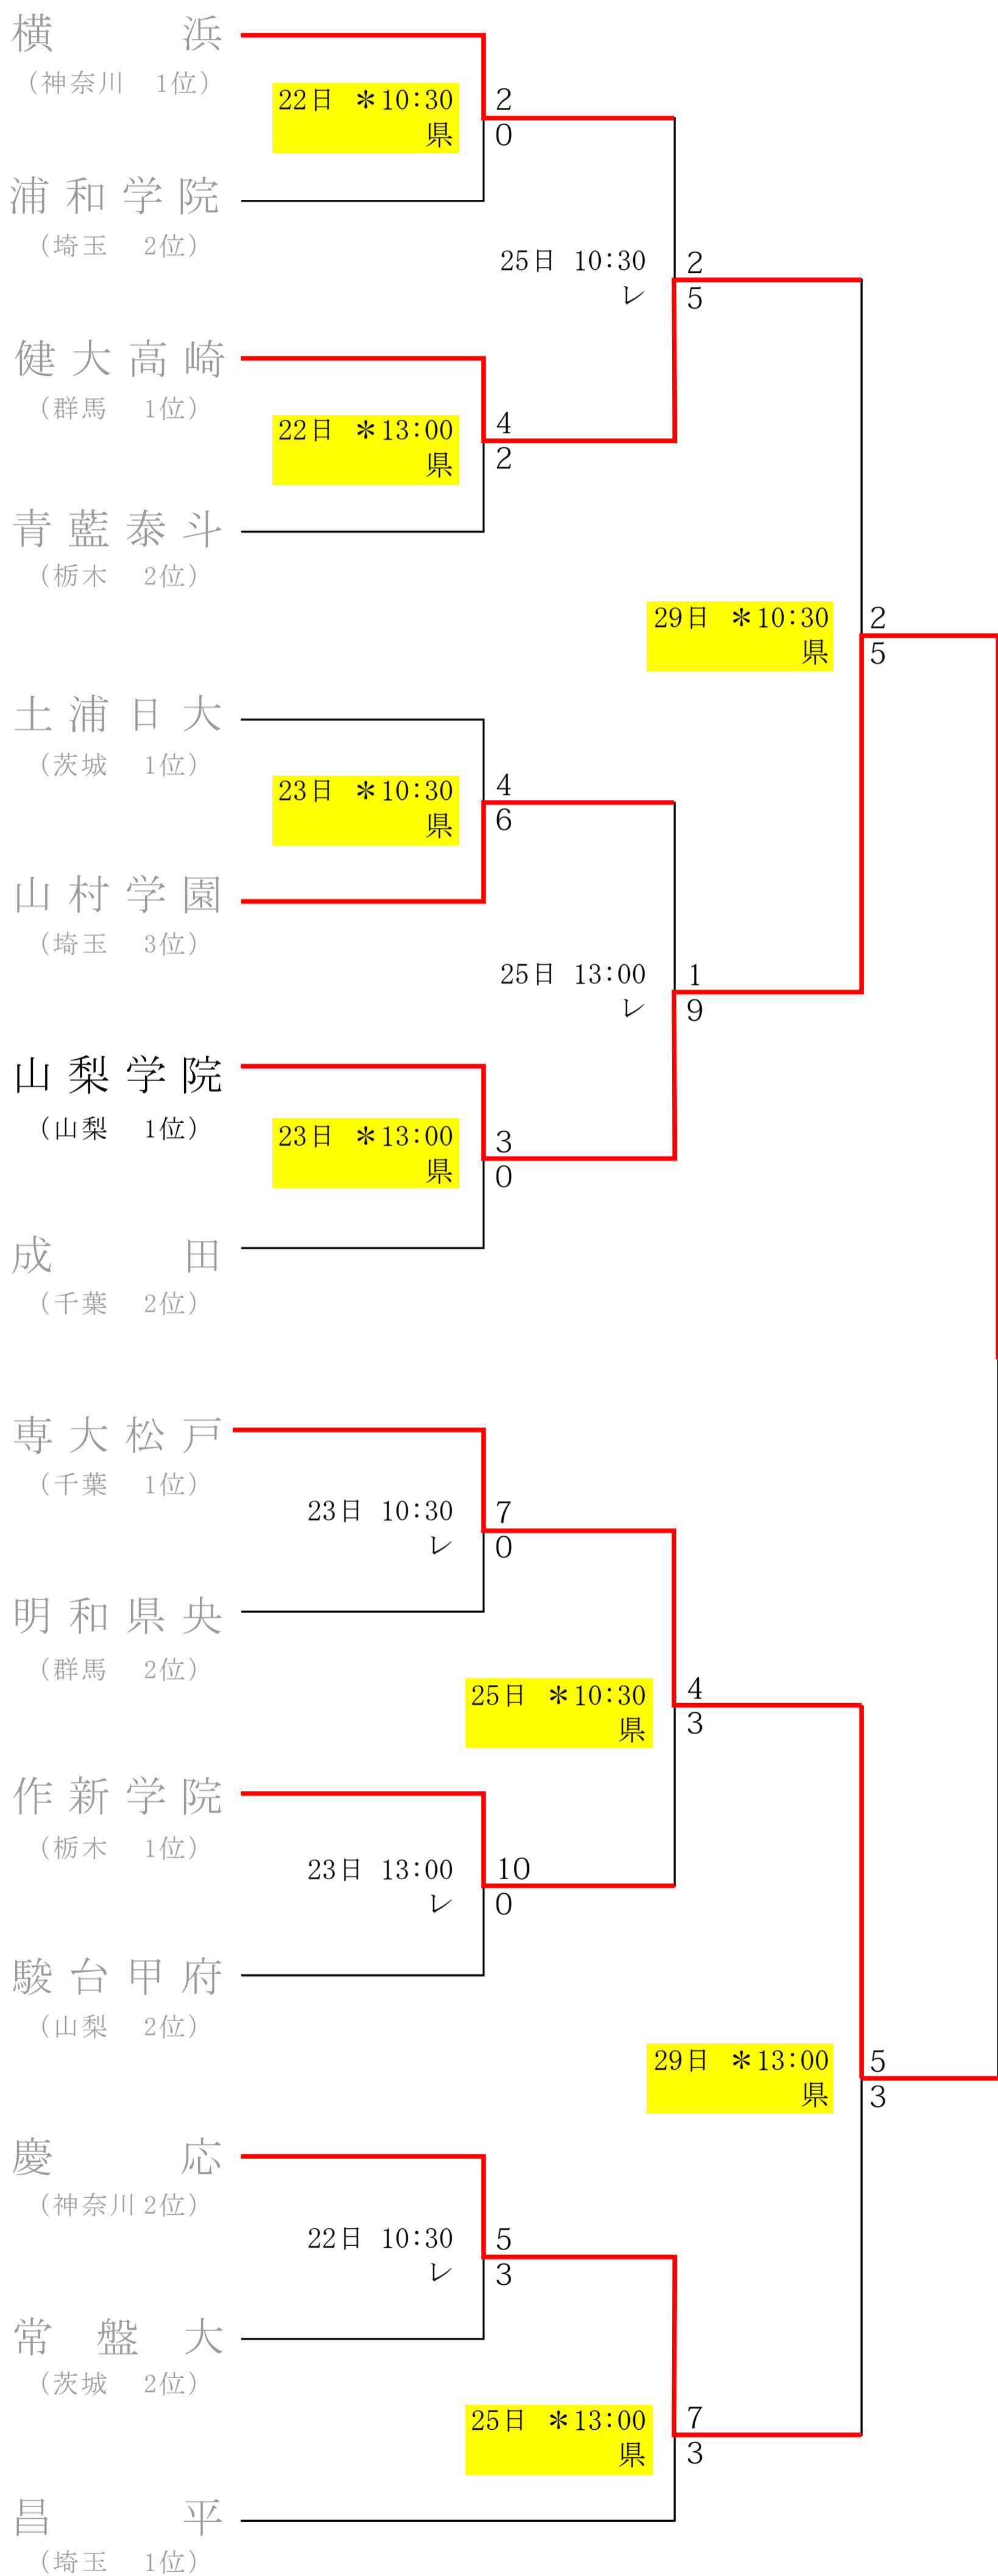 横浜
（神奈川 1位）
22日 ＊10:30
県
2
0
浦和学院
（埼玉 2位）
25日 10:30
レ
2
5
健大高崎
（群馬 1位）
22日 ＊13:00
県
4
2
青藍泰斗
（栃木 2位）
29日 ＊10:30
県
2
5
土浦日大
（茨城 1位）
23日 ＊10:30
県
4
6
山村学園
（埼玉 3位）
25日 13:00
レ
1
9
山梨学院
（山梨 1位）
23日 ＊13:00
県
3
0
成田
（千葉 2位）
専大松戸
（千葉 1位）
23日 10:30
レ
7
0
明和県央
（群馬 2位）
25日 ＊10:30
県
4
3
作新学院
（栃木 1位）
23日 13:00
レ
10
0
駿台甲府
（山梨 2位）
29日 ＊13:00
県
5
3
慶応
（神奈川 2位）
22日 10:30
レ
5
3
常盤大
（茨城 2位）
25日 ＊13:00
県
7
3
昌平
（埼玉 1位）